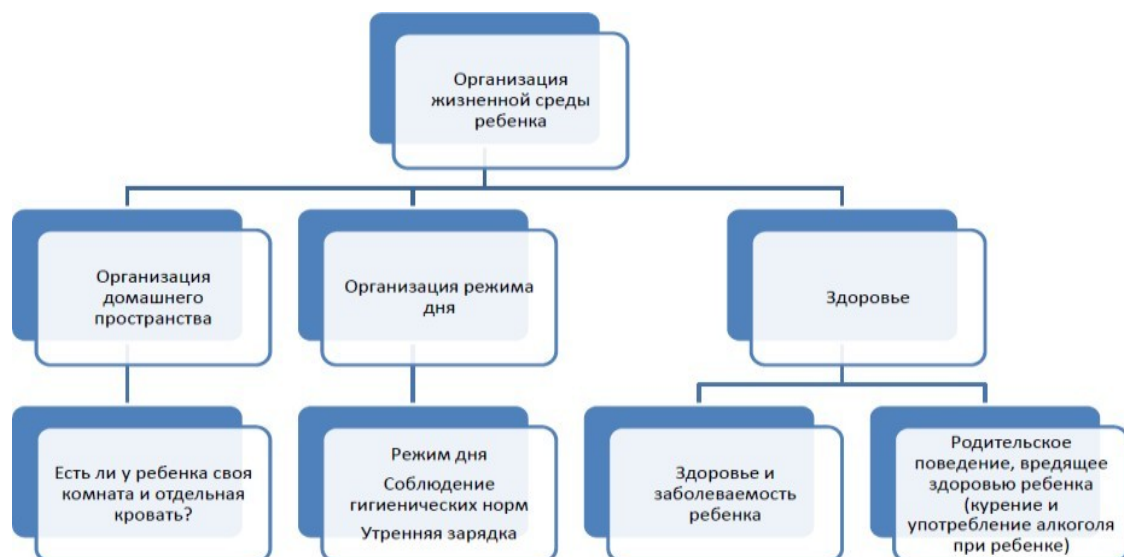 Организация
жизненной среды
ребенка
Организация
домашнего
пространства
Организация режима
дня
Здоровье
Есть ли у ребенка своя
комната и отдельная
кровать?
Режим дня
Соблюдение
гигиенических норм
Утренняя зарядка
Здоровье и
заболеваемость
ребенка
Родительское
поведение, вредящее
здоровью ребенка
(курение и
употребление алкоголя
при ребенке)